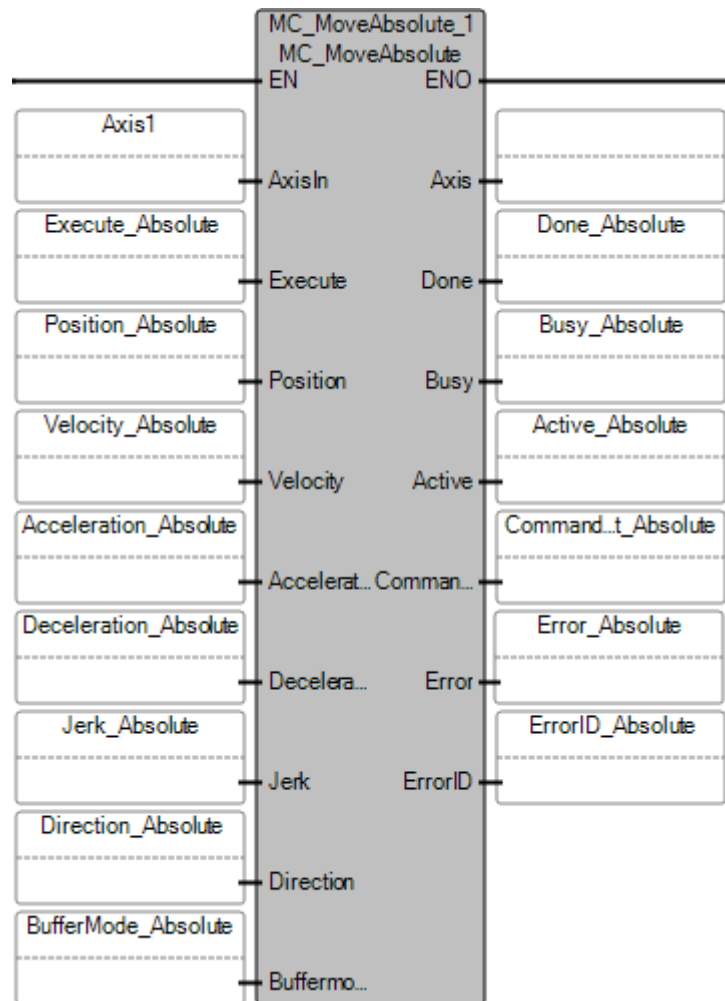 MC_MoveAbsolute_1
MC_MoveAbsolute
EN ENO
Axis1
AxisIn Axis
Execute_Absolute Done_Absolute
Execute Done
Position_Absolute Busy_Absolute
Position Busy
Velocity_Absolute Active_Absolute
Velocity Active
Acceleration_Absolute Command...t_Absolute
Accelerat... Comman...
Deceleration_Absolute Error_Absolute
Decelera... Error
Jerk_Absolute ErrorID_Absolute
Jerk ErrorID
Direction_Absolute
Direction
BufferMode_Absolute
Buffermo...